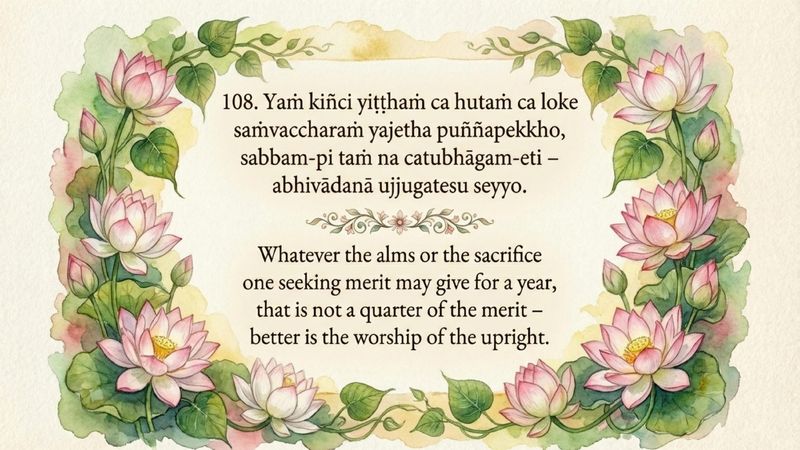 108. Yaṁ kiñci yiṭṭhaṁ ca hutaṁ ca loke
saṁvaccharaṁ yajetha puññapekkho,
sabbam-pi taṁ na catubhāgam-eti –
abhivādanā ujjugatesu seyyo.
Whatever the alms or the sacrifice
one seeking merit may give for a year,
that is not a quarter of the merit –
better is the worship of the upright.